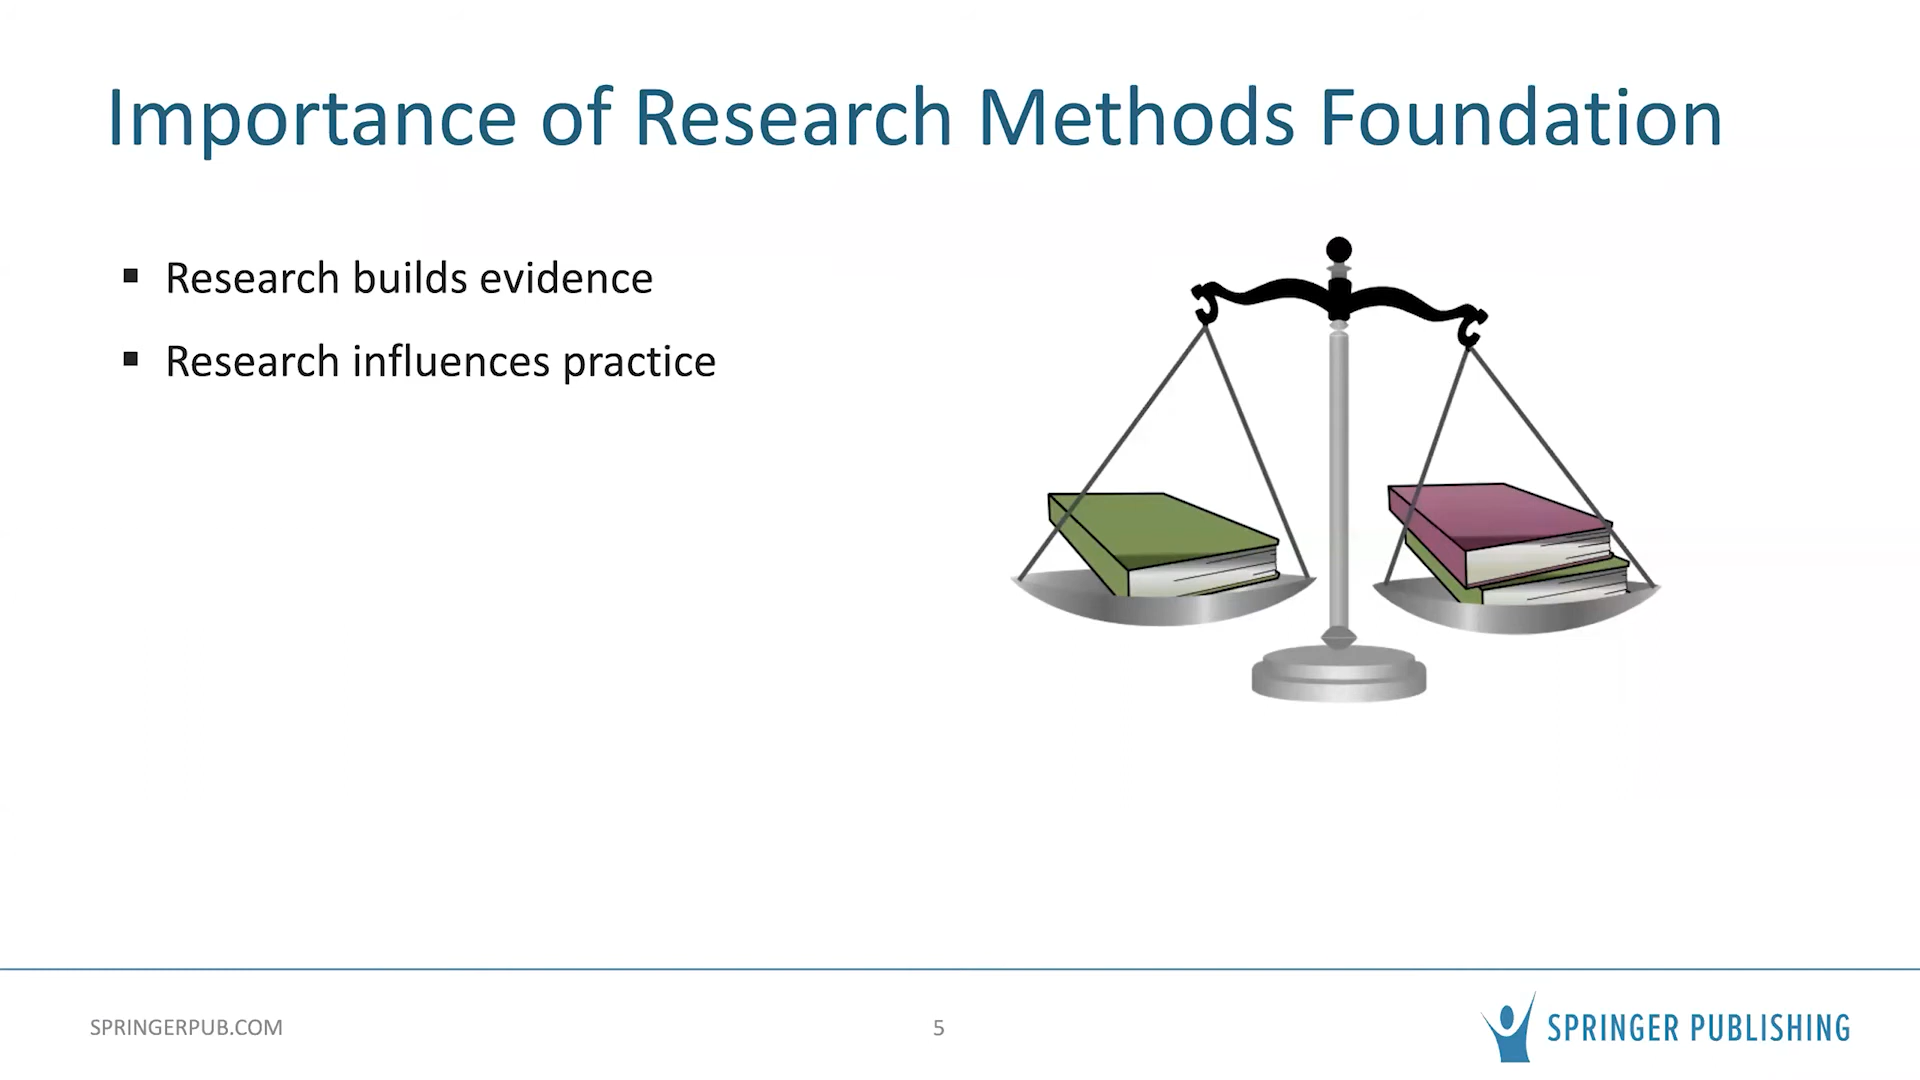 Importance of Research Methods Foundation
▪ Research builds evidence
▪ Research influences practice
SPRINGERPUB.COM
5
SPRINGER PUBLISHING